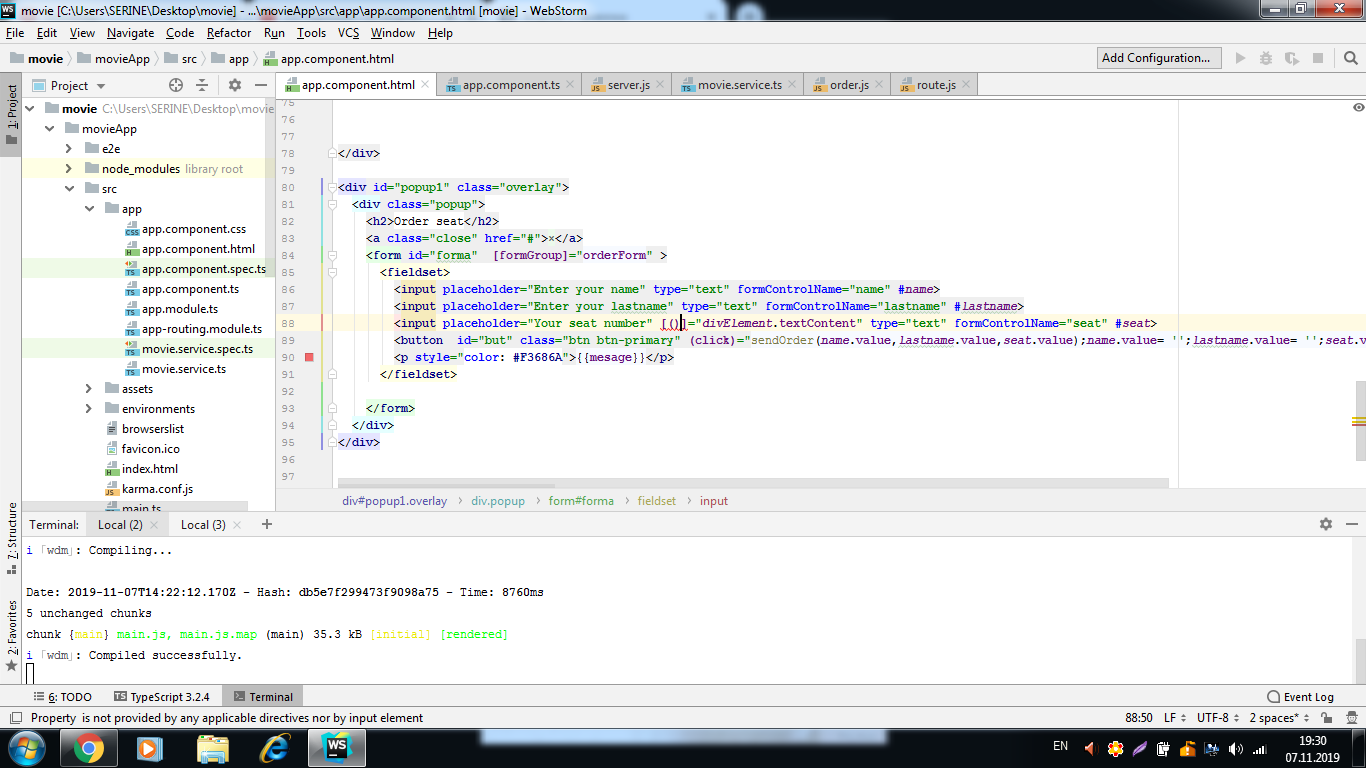 movie [C:\Users\SERINE\Desktop\movie] - ...\movieApp\src\app\app.component.html [movie] - WebStorm
File Edit View Navigate Code Refactor Run Tools VCS Window Help
movie movieApp src app app.component.html Add Configuration...
Project app.component.html app.component.ts server.js movie.service.ts order.js route.js
1: Project
movie C:\Users\SERINE\Desktop\movie
movieApp
e2e
node_modules library root
src
app
app.component.css
app.component.html
app.component.spec.ts
app.component.ts
app.module.ts
app-routing.module.ts
movie.service.spec.ts
movie.service.ts
assets
environments
browserslist
favicon.ico
index.html
karma.conf.js
main.ts
75
76
77
78 </div>
79
80 <div id="popup1" class="overlay">
81 <div class="popup">
82 <h2>Order seat</h2>
83 <a class="close" href="#">×</a>
84 <form id="forma"  [formGroup]="orderForm" >
85 <fieldset>
86 <input placeholder="Enter your name" type="text" formControlName="name" #name>
87 <input placeholder="Enter your lastname" type="text" formControlName="lastname" #lastname>
88 <input placeholder="Your seat number" [()]="divElement.textContent" type="text" formControlName="seat" #seat>
89 <button  id="but" class="btn btn-primary" (click)="sendOrder(name.value,lastname.value,seat.value);name.value= '';lastname.value= '';seat.v
90 <p style="color: #F3686A">{{mesage}}</p>
91 </fieldset>
92
93 </form>
94 </div>
95 </div>
96
97
div#popup1.overlay div.popup form#forma fieldset input
7: Structure
2: Favorites
Terminal: Local (2) Local (3)
i ｢wdm｣: Compiling...
Date: 2019-11-07T14:22:12.170Z - Hash: db5e7f299473f9098a75 - Time: 8760ms
5 unchanged chunks
chunk {main} main.js, main.js.map (main) 35.3 kB [initial] [rendered]
i ｢wdm｣: Compiled successfully.
6: TODO TypeScript 3.2.4 Terminal Event Log
Property  is not provided by any applicable directives nor by input element 88:50 LF UTF-8 2 spaces*
EN 19:30
07.11.2019